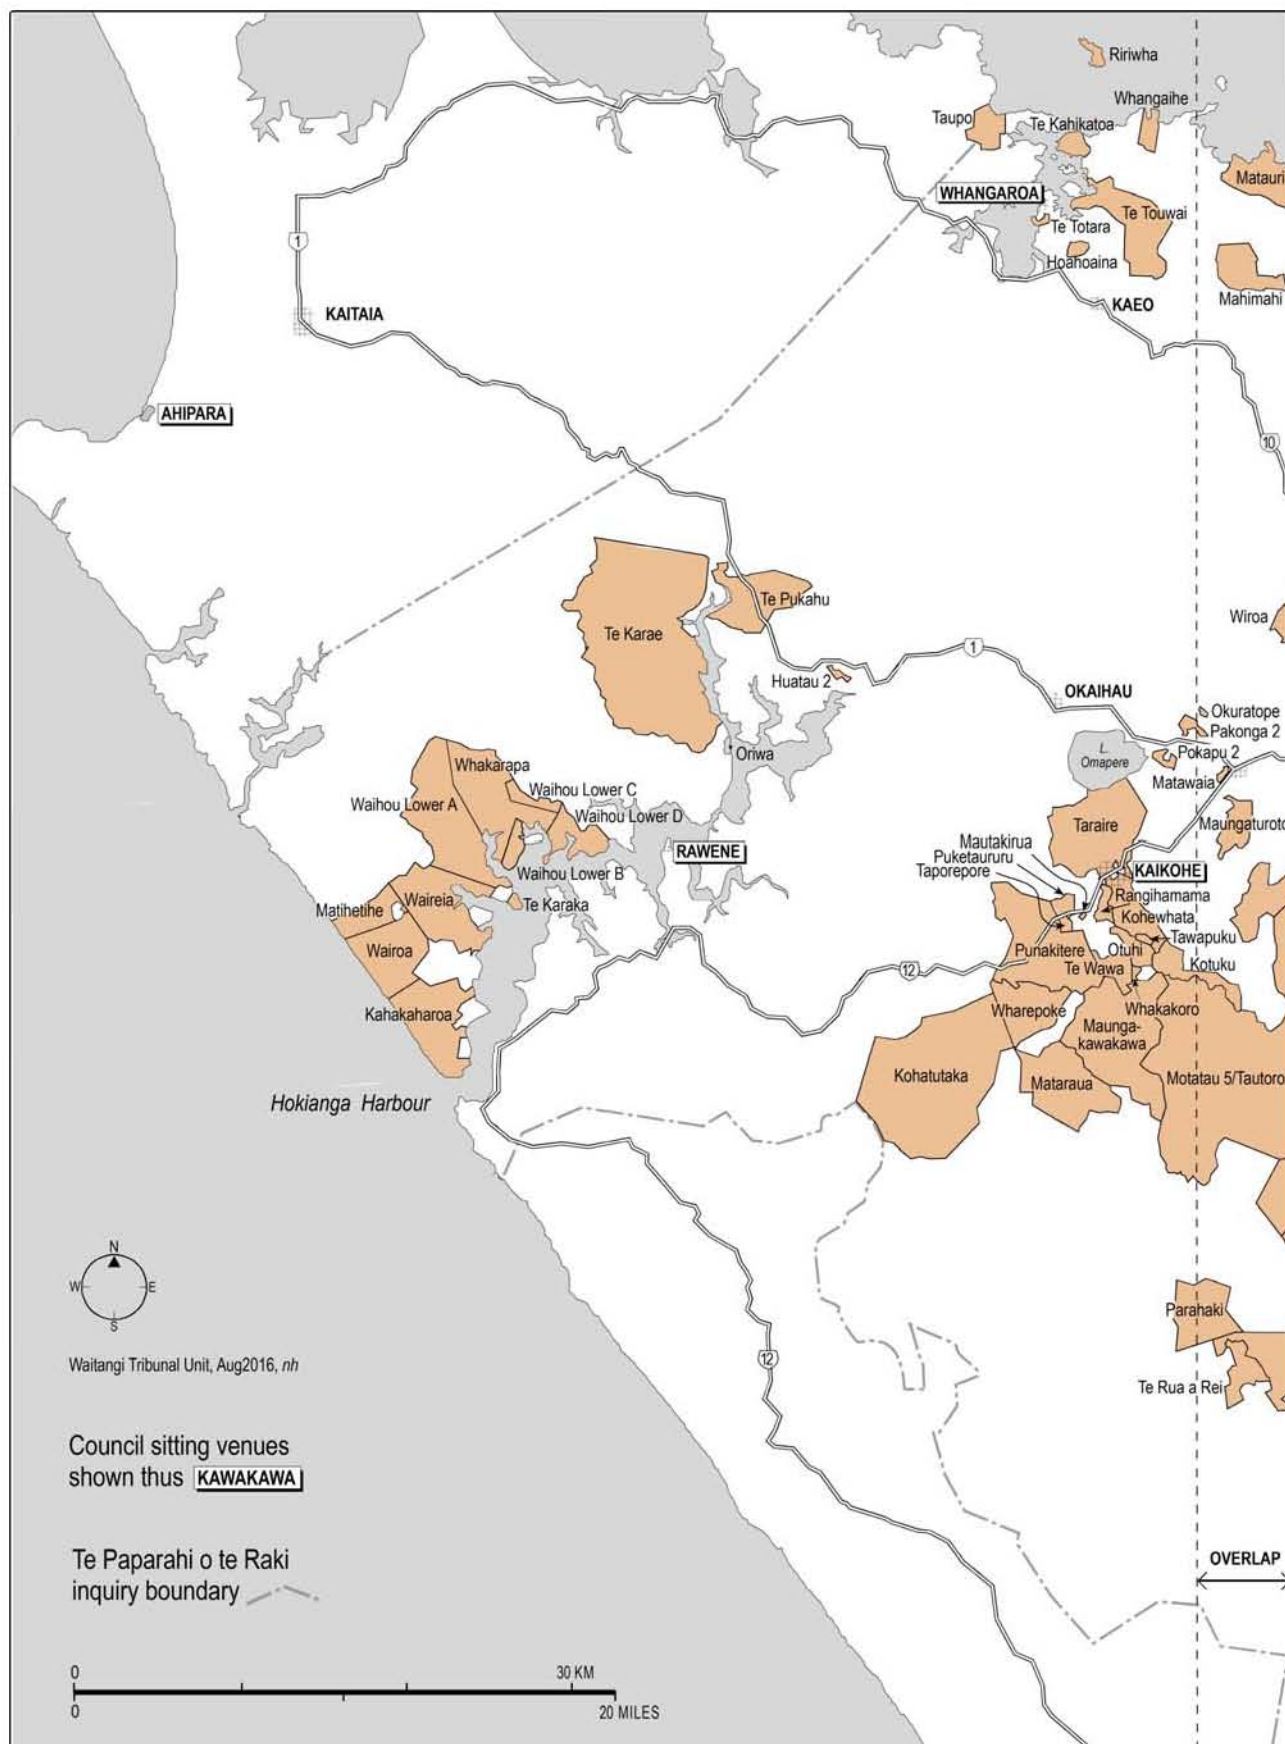 Ririwha
Whangaihe
Taupo
Te Kahikatoa
Matauri
WHANGAROA
Te Touwai
Te Totara
1
Hoahoaina
Mahimahi
KAITAIA
KAEO
AHIPARA
10
Te Pukahu
Wiroa
Te Karae
1
Huatau 2
OKAIHAU
Okuratope
Pakonga 2
Oriwa
L.
Omapere
Pokapu 2
Whakarapa
Matawaia
Waihou Lower C
Waihou Lower A
Waihou Lower D
Taraire
Maungaturoto
Mautakirua
RAWENE
Puketaururu
Taporepore
KAIKOHE
Waihou Lower B
Rangihamama
Waireia
Te Karaka
Matihetihe
Kohewhata
Tawapuku
Wairoa
Punakitere
Otuhi
Kotuku
12
Te Wawa
Kahakaharoa
Wharepoke
Whakakoro
Maunga-
kawakawa
Kohatutaka
Mataraua
Motatau 5/Tautoro
Hokianga Harbour
N
W
E
S
Parahaki
12
Waitangi Tribunal Unit, Aug2016, nh
Te Rua a Rei
Council sitting venues
shown thus KAWAKAWA
Te Paparahi o te Raki
inquiry boundary
OVERLAP
0
30 KM
0
20 MILES